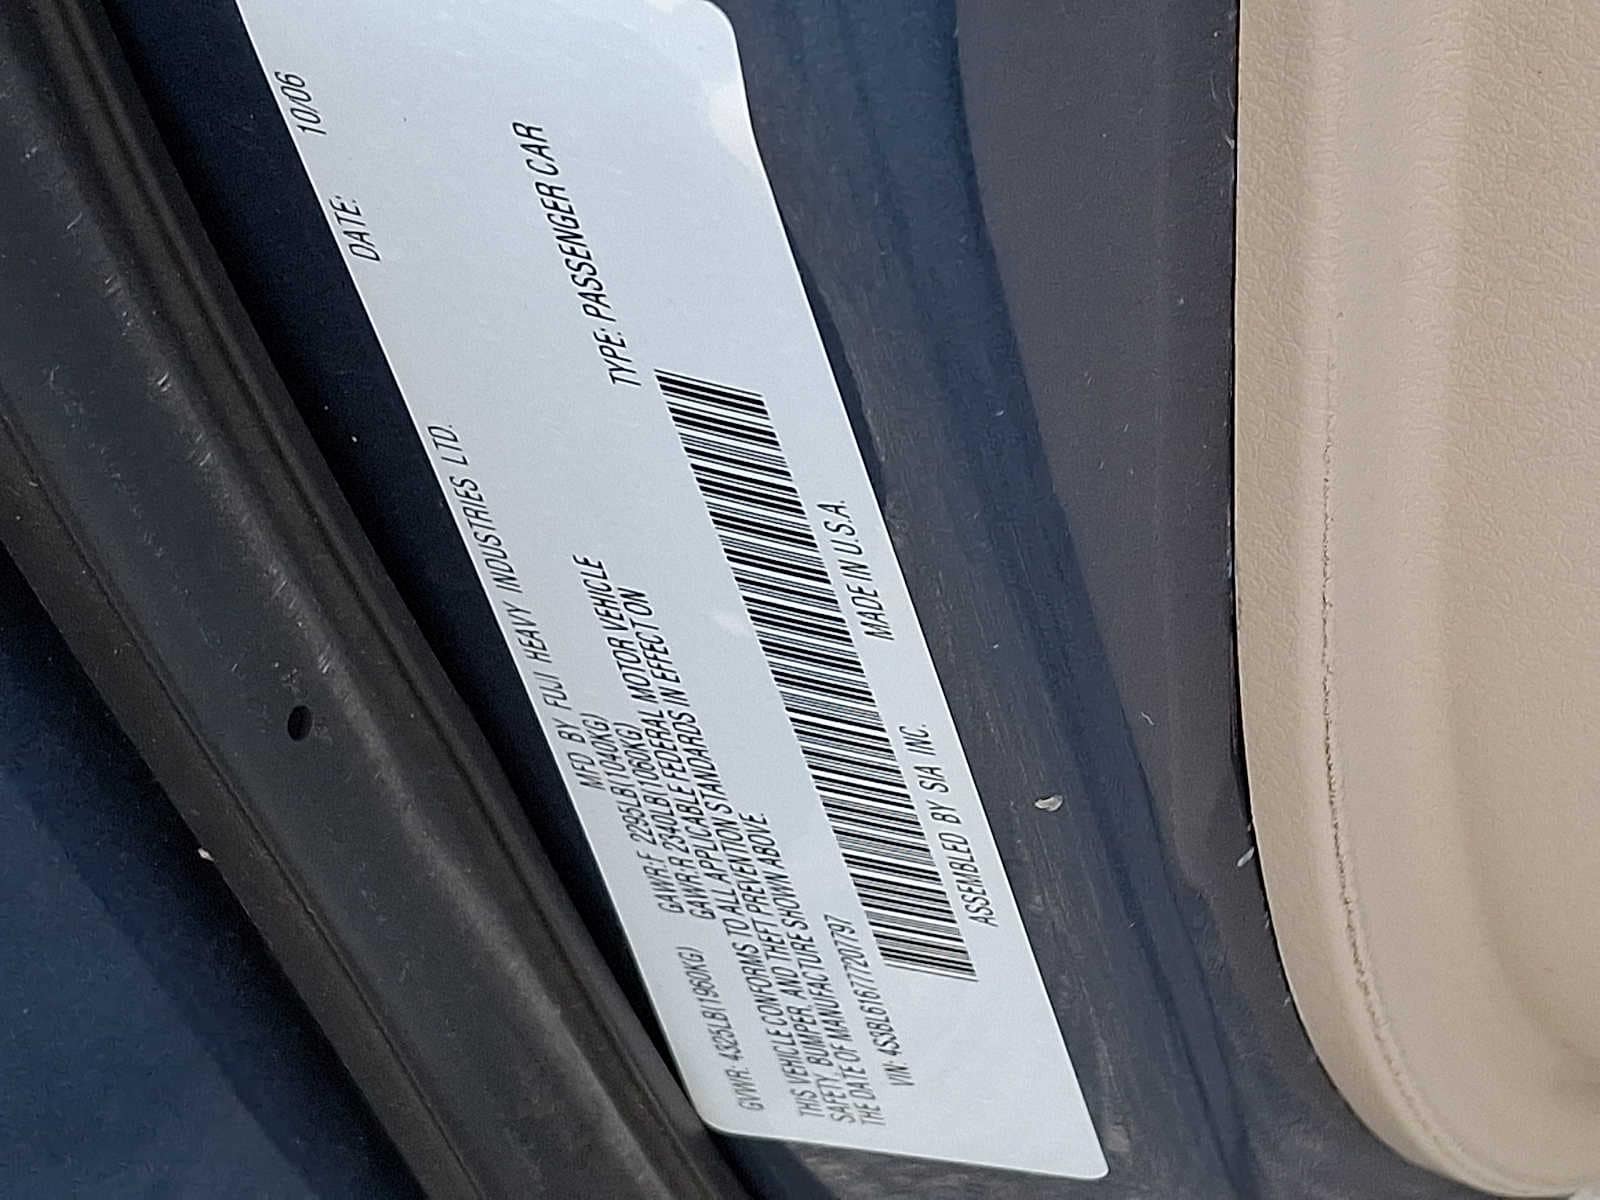 MFD BY FUJI HEAVY INDUSTRIES LTD. DATE: 10/06
GVWR: 4325LB(1960KG) GAWR:F 2295LB(1040KG)
GAWR:R 2340LB(1060KG)
THIS VEHICLE CONFORMS TO ALL APPLICABLE FEDERAL MOTOR VEHICLE
SAFETY, BUMPER, AND THEFT PREVENTION STANDARDS IN EFFECT ON
THE DATE OF MANUFACTURE SHOWN ABOVE.
VIN: 4S3BL616777207797 TYPE: PASSENGER CAR
ASSEMBLED BY SIA INC. MADE IN U.S.A.